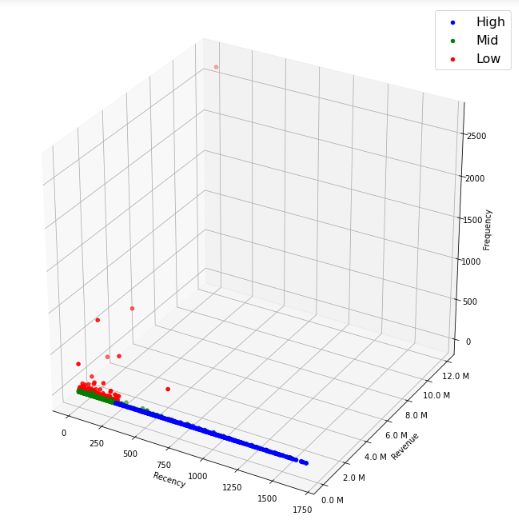 High
Mid
Low
2500
2000
1500
1000
500
0
Frequency
12.0 M
10.0 M
8.0 M
6.0 M
4.0 M
2.0 M
0.0 M
Revenue
0
250
500
750
1000
1250
1500
1750
Recency